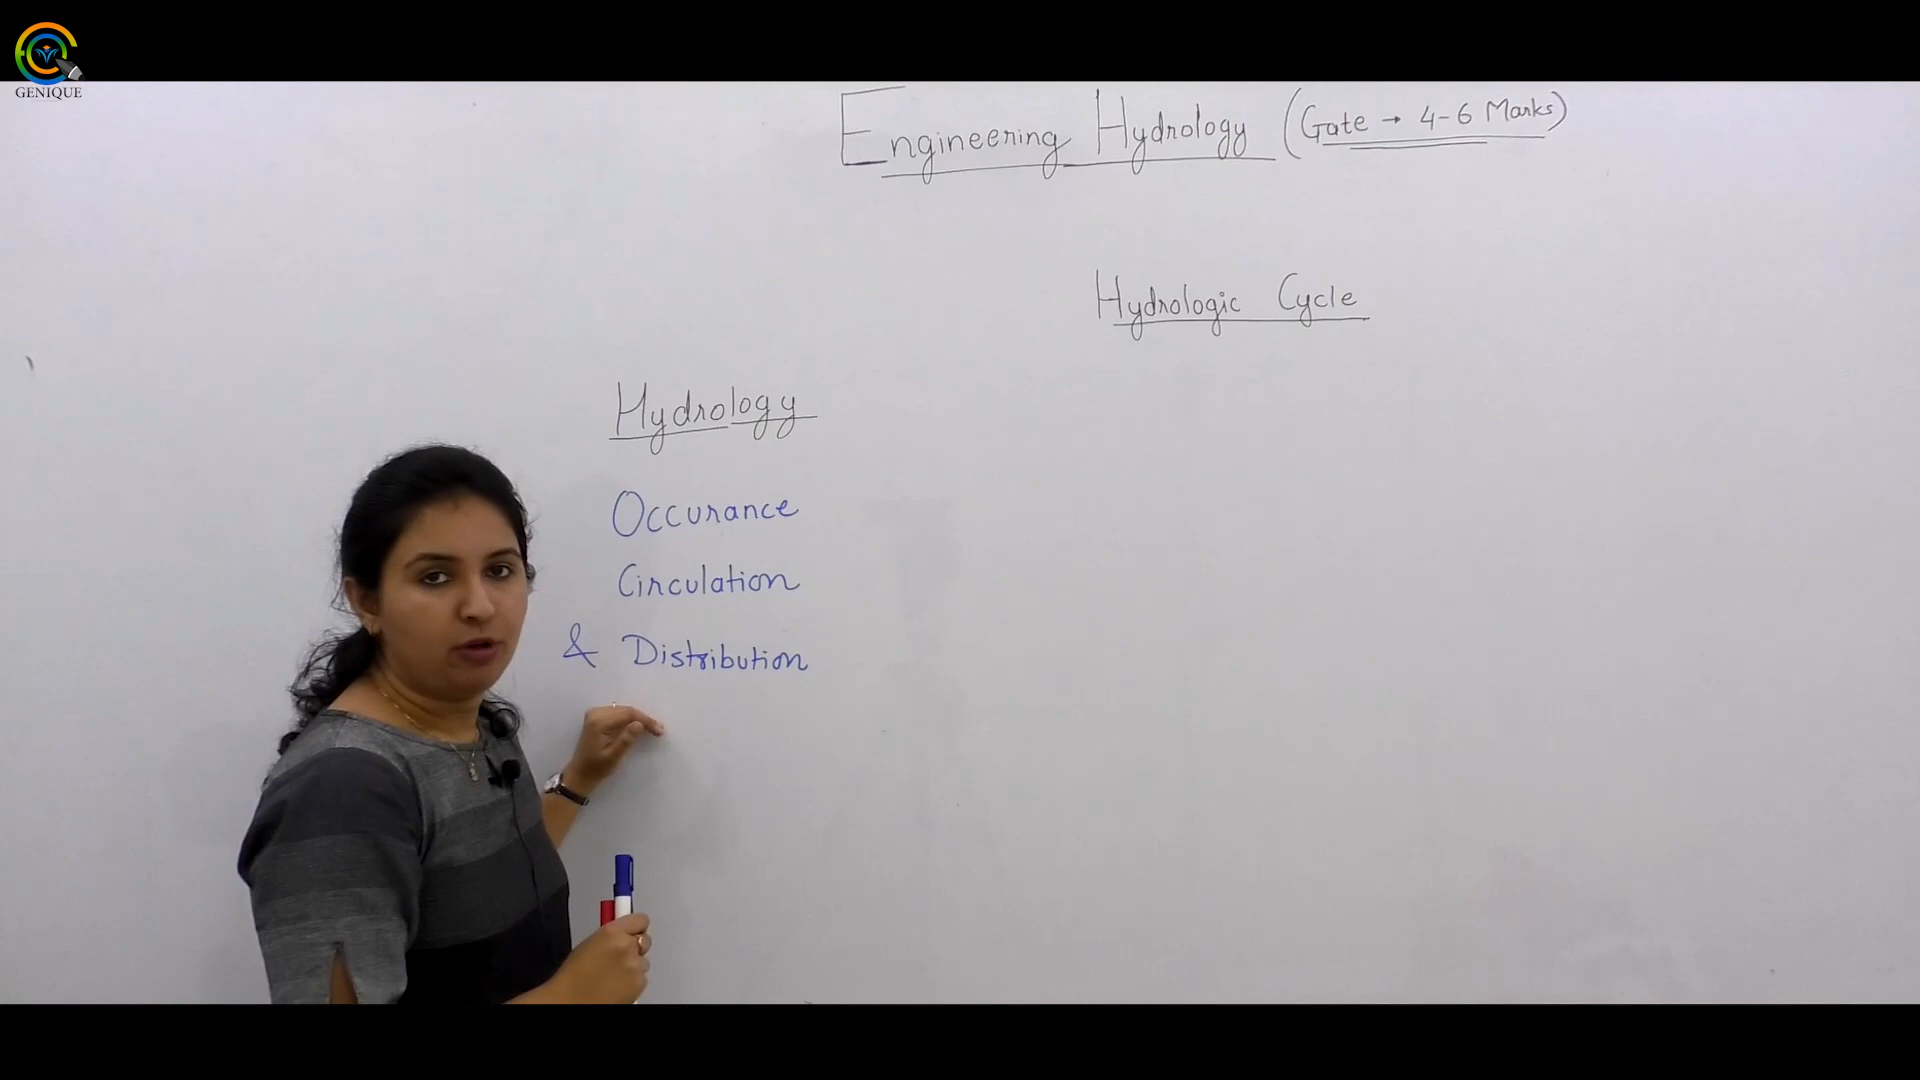 GENIQUE
Engineering Hydrology (Gate → 4-6 Marks)
Hydrologic Cycle
Hydrology
Occurance
Circulation
& Distribution